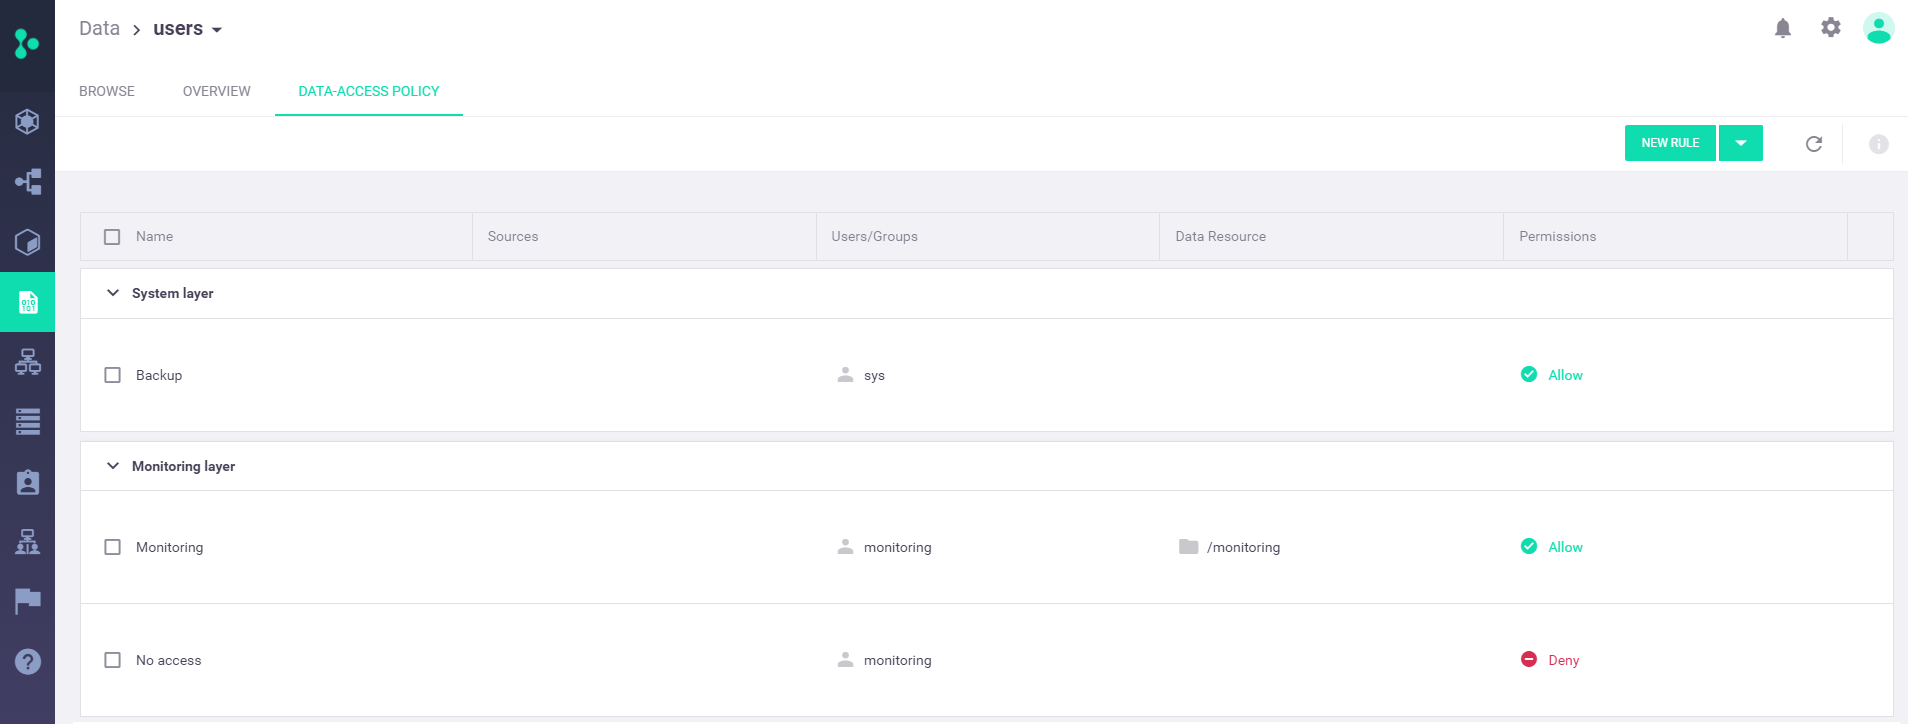 Data > users
BROWSE OVERVIEW DATA-ACCESS POLICY
NEW RULE
Name Sources Users/Groups Data Resource Permissions
System layer
Backup sys Allow
Monitoring layer
Monitoring monitoring /monitoring Allow
No access monitoring Deny